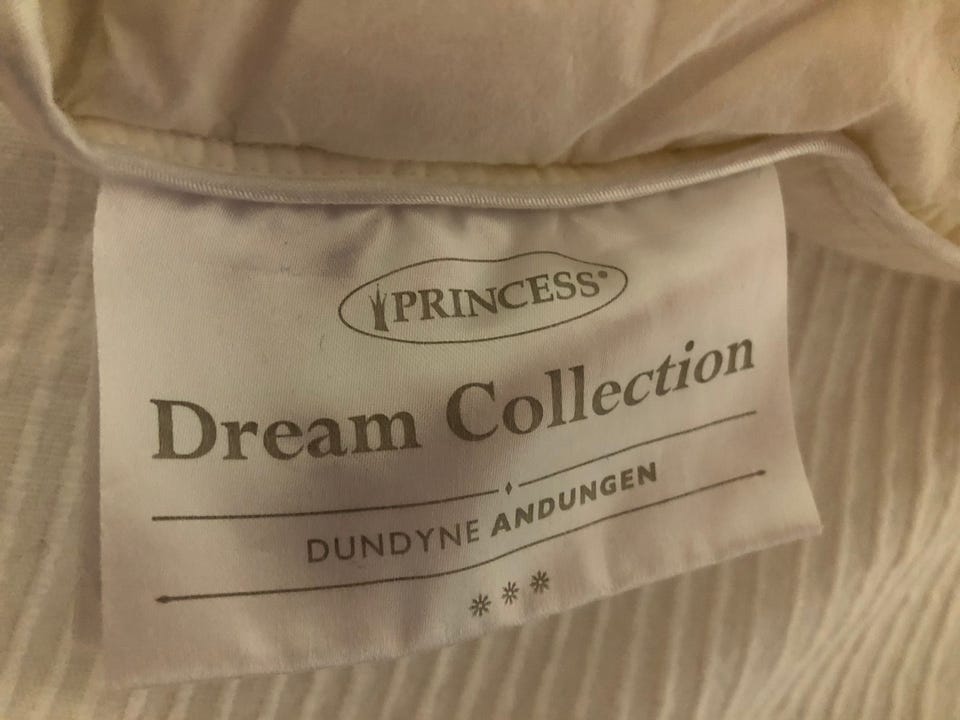 PRINCESS®
Dream Collection
DUNDYNE ANDUNGEN
***